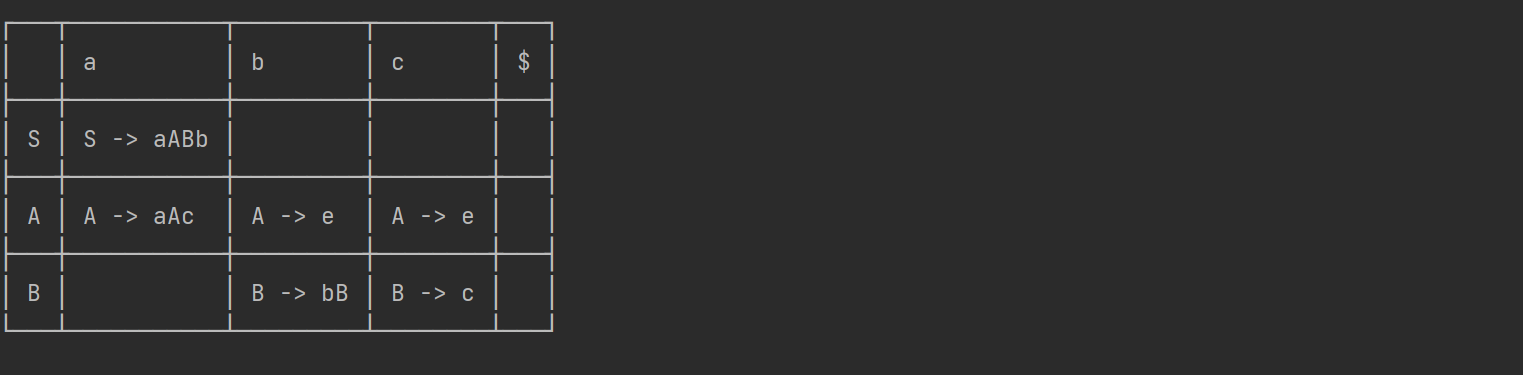 a b c $
S S -> aABb
A A -> aAc A -> e A -> e
B B -> bB B -> c